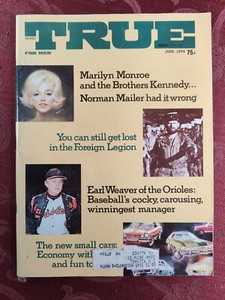 TRUE
FOR MEN
JUNE 1974 75¢
Marilyn Monroe
and the Brothers Kennedy...
Norman Mailer had it wrong
You can still get lost
in the Foreign Legion
Earl Weaver of the Orioles:
Baseball's cocky, carousing,
winningest manager
The new small cars:
Economy with
and fun to